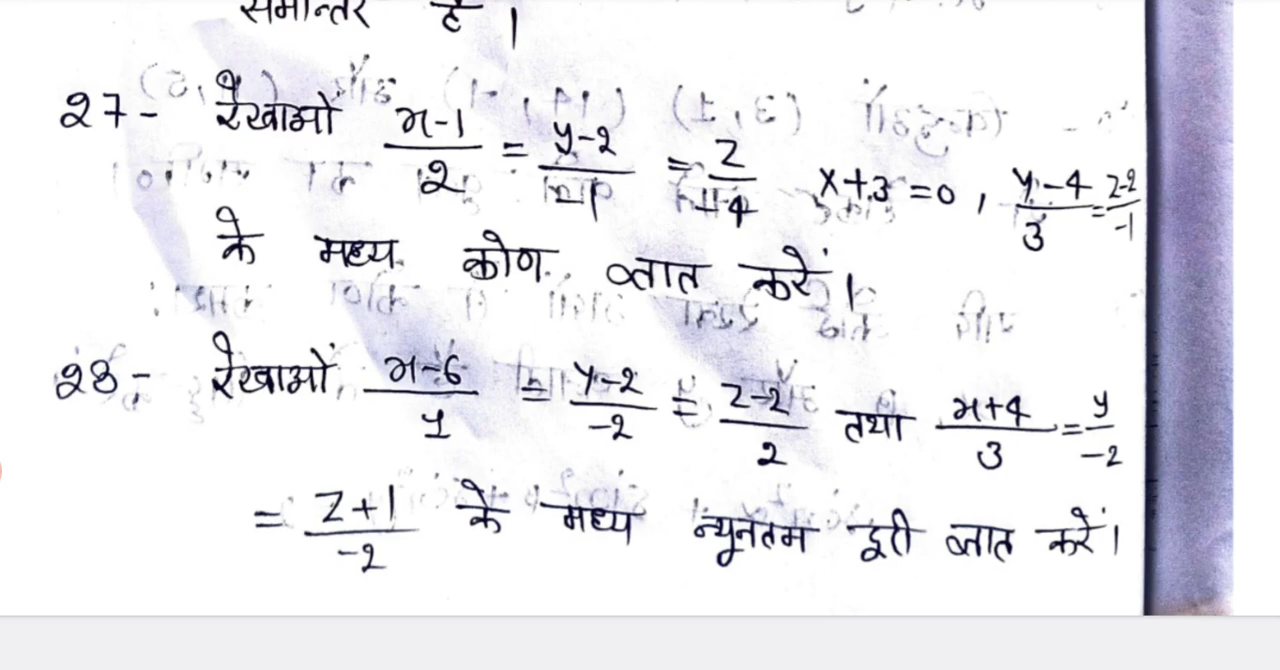 समान्तर है।
27- रेखाओ x-1/2 = y-2/ = z/-4 x+3=0, y-4/3 = z-2/-1
के मध्य कोण ज्ञात करें।
28- रेखाओं x-6/1 = y-2/-2 = z-2/2 तथा x+4/3 = y/-2
= z+1/-2 के मध्य न्यूनतम दूरी ज्ञात करें।